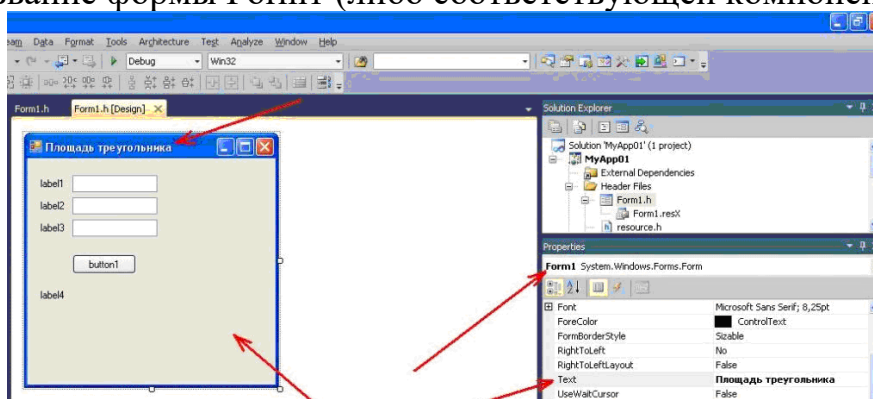 звание формы Form1 (либо соответствующей компонен
Data Format Tools Architecture Test Analyze Window Help
Debug Win32
Form1.h Form1.h [Design] X
Площадь треугольника
label1
label2
label3
button1
label4
Solution Explorer
Solution 'MyApp01' (1 project)
MyApp01
External Dependencies
Header Files
Form1.h
Form1.resX
resource.h
Properties
Form1 System.Windows.Forms.Form
Font Microsoft Sans Serif; 8,25pt
ForeColor ControlText
FormBorderStyle Sizable
RightToLeft No
RightToLeftLayout False
Text Площадь треугольника
UseWaitCursor False